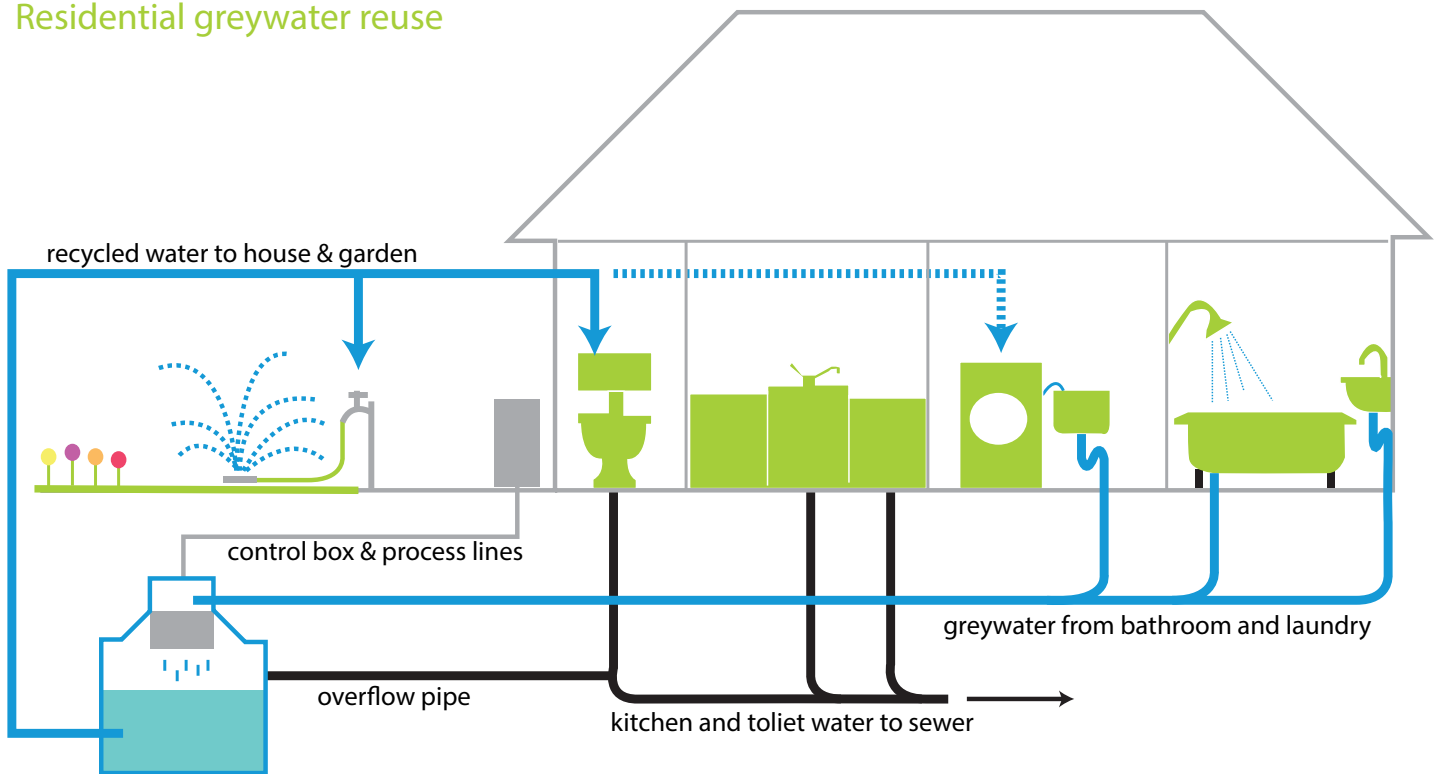 Residential greywater reuse
recycled water to house & garden
control box & process lines
greywater from bathroom and laundry
overflow pipe
kitchen and toliet water to sewer